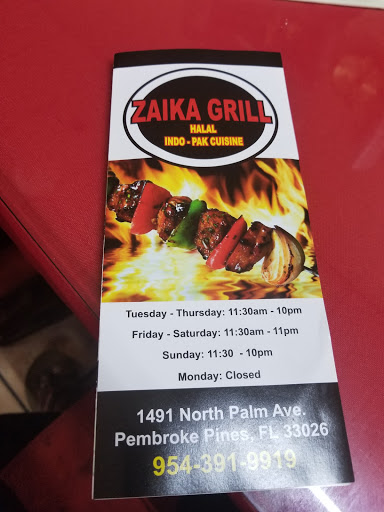 ZAIKA GRILL
HALAL
INDO - PAK CUISINE
Tuesday - Thursday: 11:30am - 10pm
Friday - Saturday: 11:30am - 11pm
Sunday: 11:30 - 10pm
Monday: Closed
1491 North Palm Ave.
Pembroke Pines, FL 33026
954-391-9919